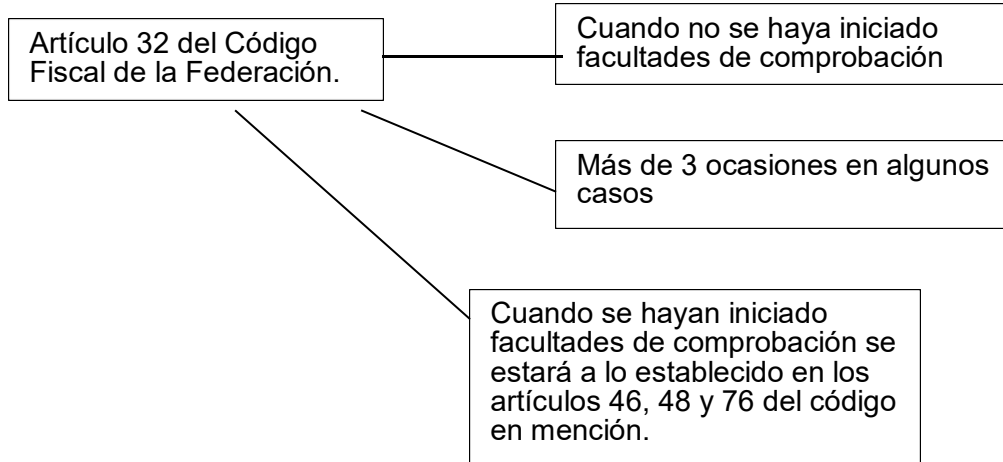 Artículo 32 del Código
Fiscal de la Federación.
Cuando no se haya iniciado
facultades de comprobación
Más de 3 ocasiones en algunos
casos
Cuando se hayan iniciado
facultades de comprobación se
estará a lo establecido en los
artículos 46, 48 y 76 del código
en mención.